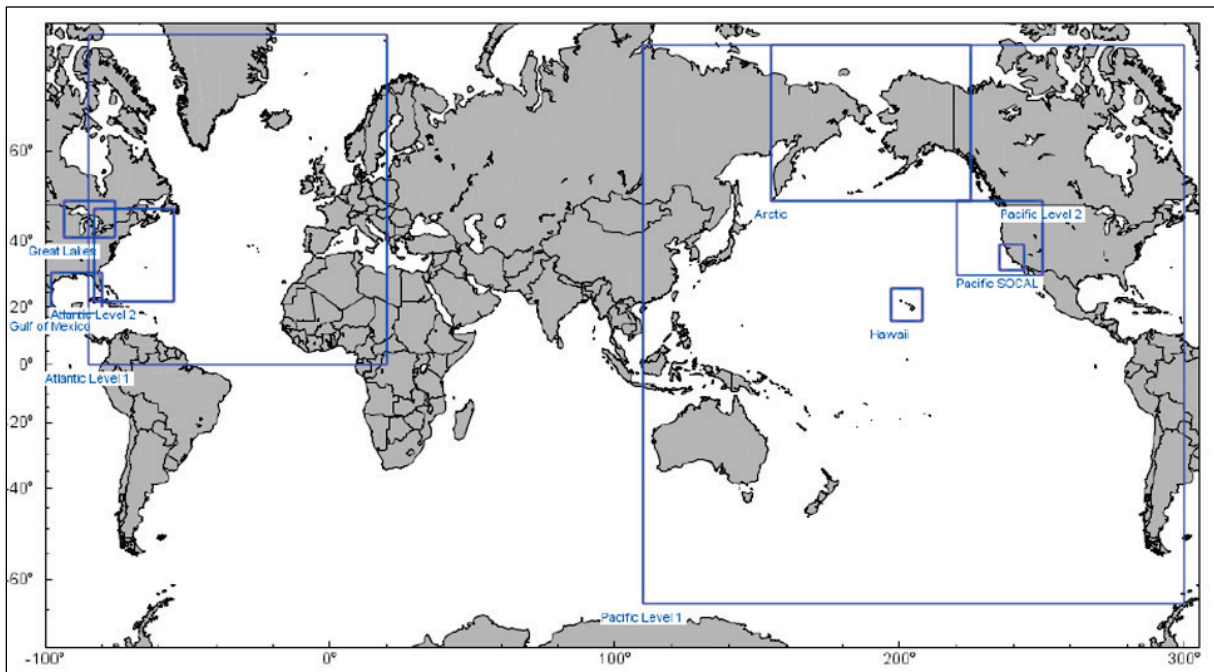 60°
Arctic
Pacific Level 2
40°
Great Lakes
Pacific SOCAL
20°
Atlantic Level 2
Gulf of Mexico
Hawaii
0°
Atlantic Level 1
-20°
-40°
-60°
Pacific Level 1
-100° 0° 100° 200° 300°